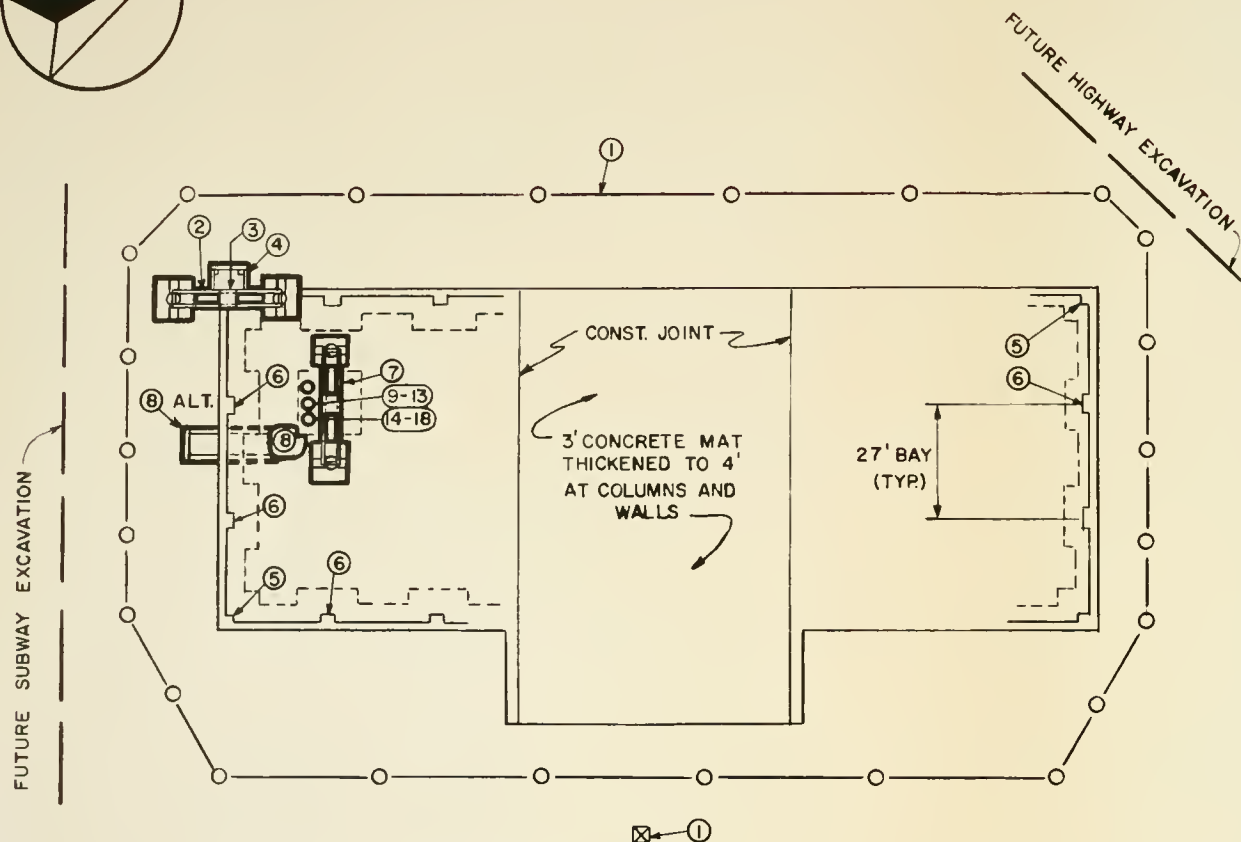 FUTURE HIGHWAY EXCAVATION
1
2
3
4
CONST. JOINT
5
6
6
7
8 ALT.
9-13
14-18
8
3' CONCRETE MAT
THICKENED TO 4'
AT COLUMNS AND
WALLS
27' BAY
(TYP.)
6
5
6
FUTURE SUBWAY EXCAVATION
1